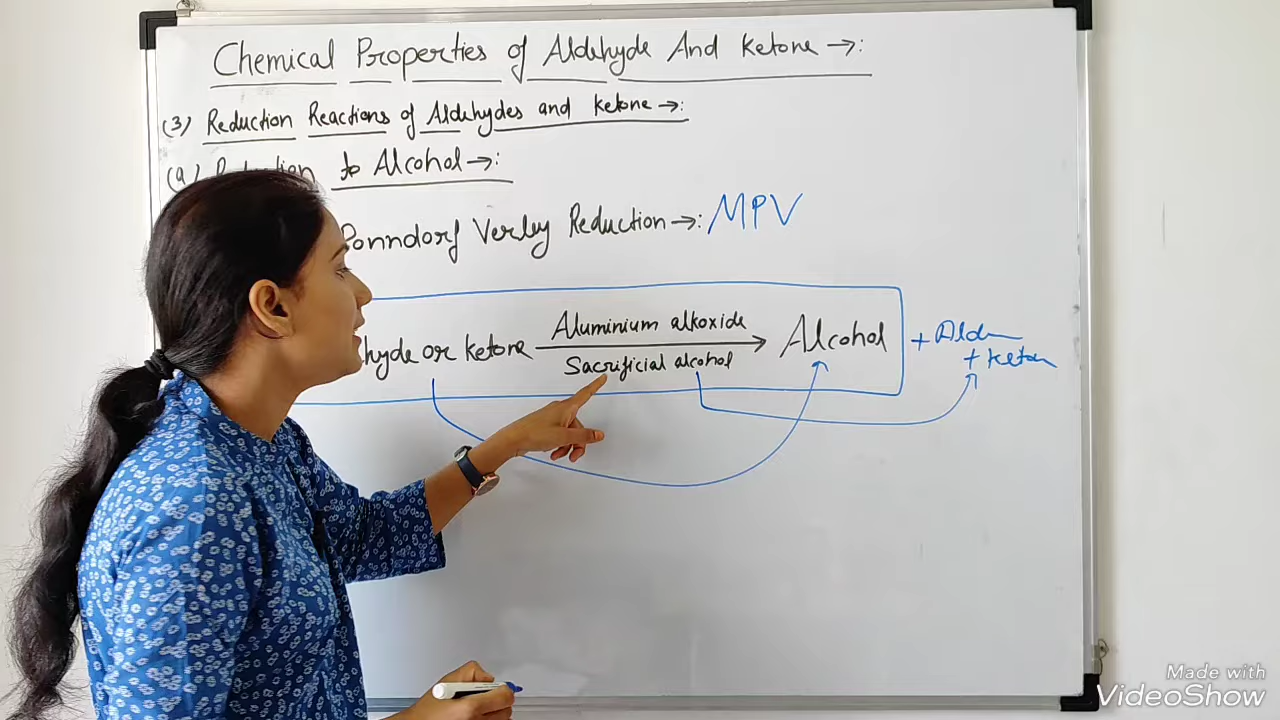 Chemical Properties of Aldehyde And Ketone →:
(3) Reduction Reactions of Aldehydes and Ketone →:
(a) to Alcohol →:
Ponndorf Verley Reduction →: MPV
hyde or ketone Aluminium alkoxide Alcohol
Sacrificial alcohol
+
+ Keton
Made with
VideoShow